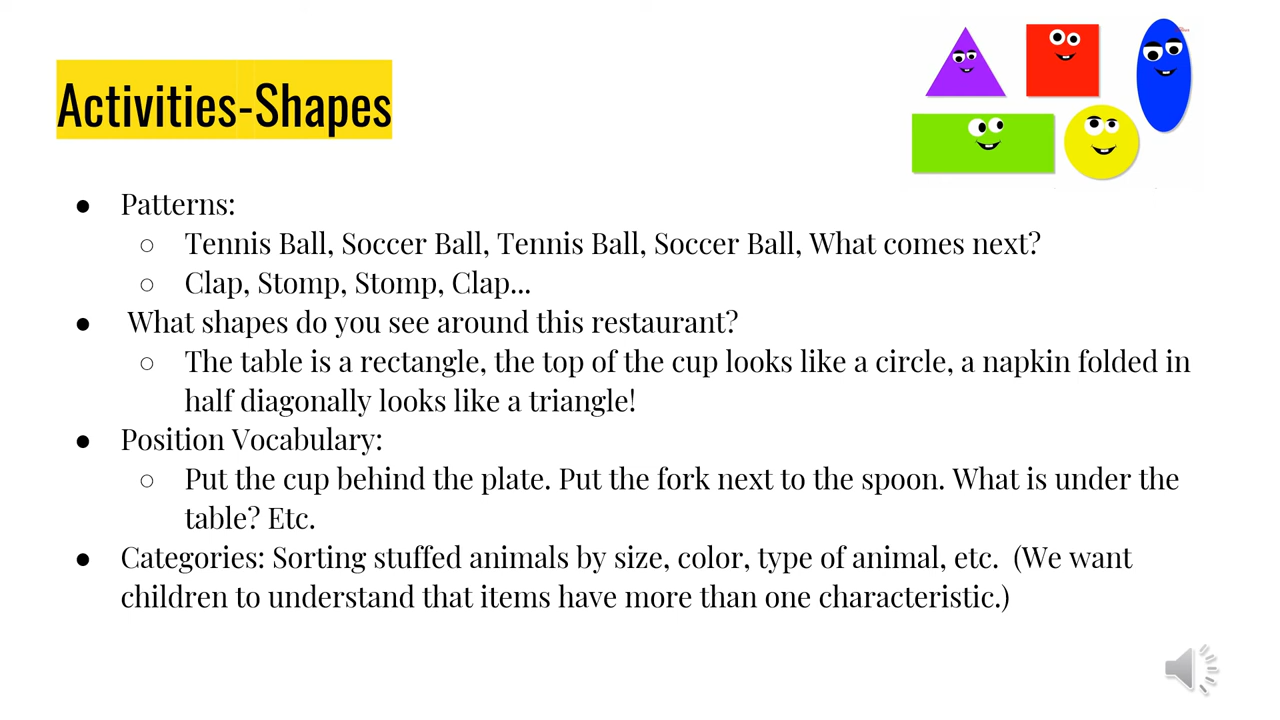 Activities-Shapes
● Patterns:
○ Tennis Ball, Soccer Ball, Tennis Ball, Soccer Ball, What comes next?
○ Clap, Stomp, Stomp, Clap...
● What shapes do you see around this restaurant?
○ The table is a rectangle, the top of the cup looks like a circle, a napkin folded in
half diagonally looks like a triangle!
● Position Vocabulary:
○ Put the cup behind the plate. Put the fork next to the spoon. What is under the
table? Etc.
● Categories: Sorting stuffed animals by size, color, type of animal, etc.  (We want
children to understand that items have more than one characteristic.)